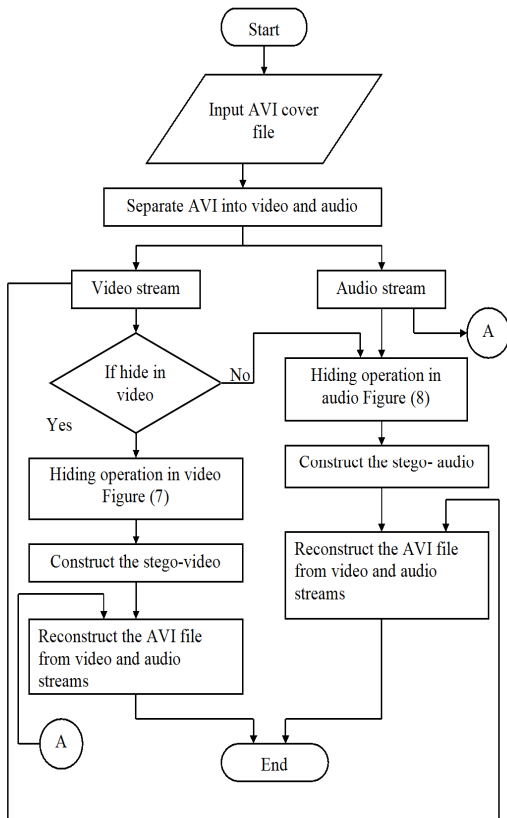 Start
Input AVI cover
file
Separate AVI into video and audio
Video stream
Audio stream
A
If hide in
video
No
Yes
Hiding operation in
audio Figure (8)
Hiding operation in video
Figure (7)
Construct the stego- audio
Construct the stego-video
Reconstruct the AVI file
from video and audio
streams
Reconstruct the AVI file
from video and audio
streams
A
End